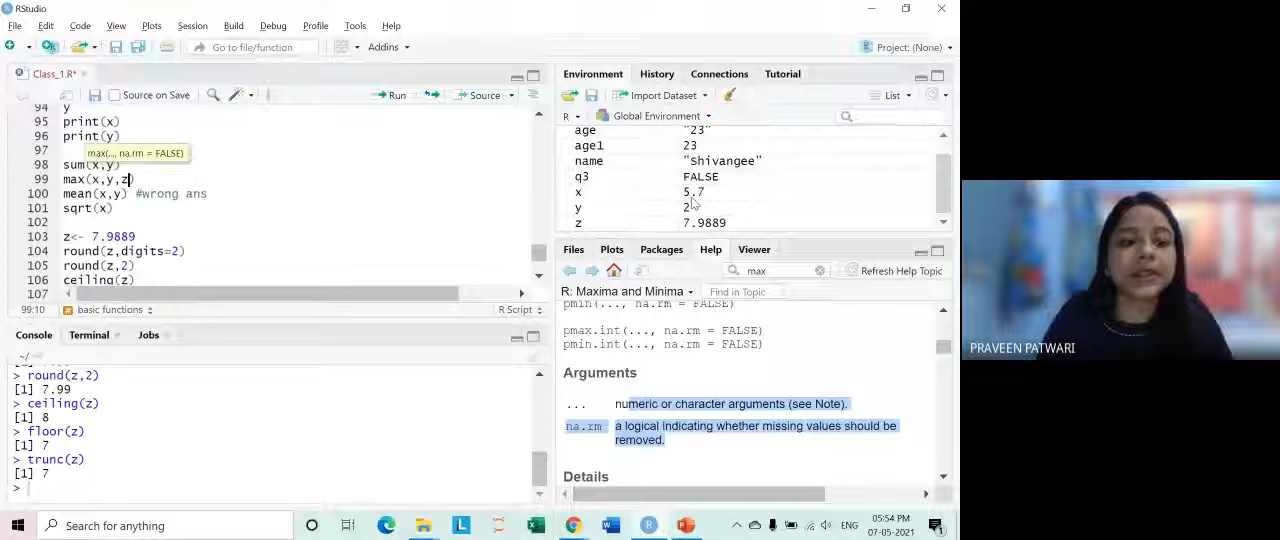 RStudio
File Edit Code View Plots Session Build Debug Profile Tools Help
Go to file/function
Addins
Project: (None)
Class_1.R*
Source on Save
Run
Source
94 y
95 print(x)
96 print(y)
97
max(..., na.rm = FALSE)
98 sum(x,y)
99 max(x,y,z)
100 mean(x,y) #wrong ans
101 sqrt(x)
102
103 z<- 7.9889
104 round(z,digits=2)
105 round(z,2)
106 ceiling(z)
107
99:10 basic functions R Script
Console Terminal Jobs
~/
> round(z,2)
[1] 7.99
> ceiling(z)
[1] 8
> floor(z)
[1] 7
> trunc(z)
[1] 7
>
Environment History Connections Tutorial
Import Dataset
List
R Global Environment
age "23"
age1 23
name "Shivangee"
q3 FALSE
x 5.7
y 2
z 7.9889
Files Plots Packages Help Viewer
max
Refresh Help Topic
R: Maxima and Minima
Find in Topic
pmin(..., na.rm = FALSE)
pmax.int(..., na.rm = FALSE)
pmin.int(..., na.rm = FALSE)
Arguments
... numeric or character arguments (see Note).
na.rm a logical indicating whether missing values should be
removed.
Details
PRAVEEN PATWARI
Search for anything
ENG
05:54 PM
07-05-2021